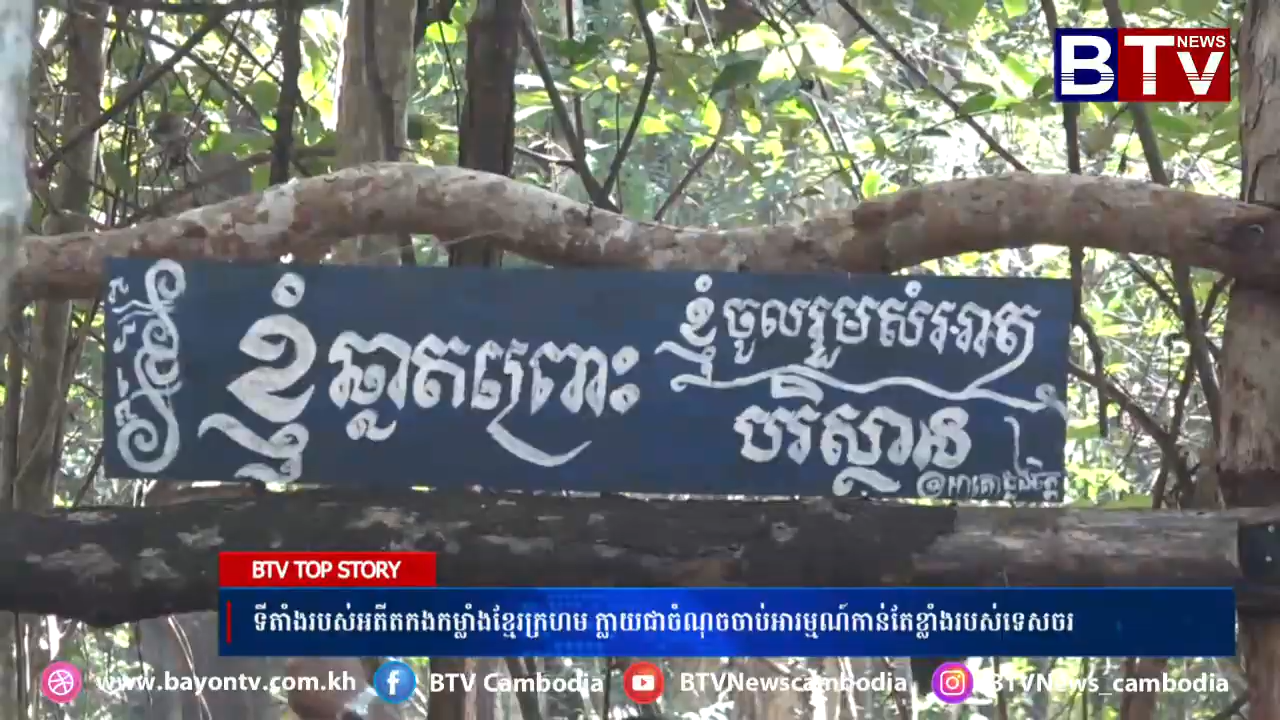 BTV NEWS
ខ្ញុំឆ្លាតព្រោះ
ខ្ញុំចូលរួមសំអាត
បរិស្ថាន
BTV TOP STORY
ទីតាំងរបស់អតីតកងកម្លាំងខ្មែរក្រហម ក្លាយជាចំណុចចាប់អារម្មណ៍កាន់តែខ្លាំងរបស់ទេសចរ
www.bayontv.com.kh BTV Cambodia BTVNewscambodia BTVNews_cambodia